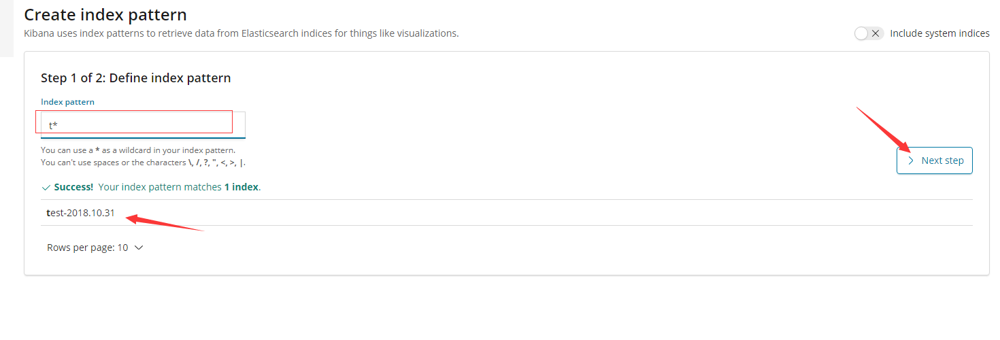 Create index pattern
Kibana uses index patterns to retrieve data from Elasticsearch indices for things like visualizations.
Include system indices
Step 1 of 2: Define index pattern
Index pattern
t*
You can use a * as a wildcard in your index pattern.
You can't use spaces or the characters \, /, ?, ", <, >, |.
Next step
Success! Your index pattern matches 1 index.
test-2018.10.31
Rows per page: 10